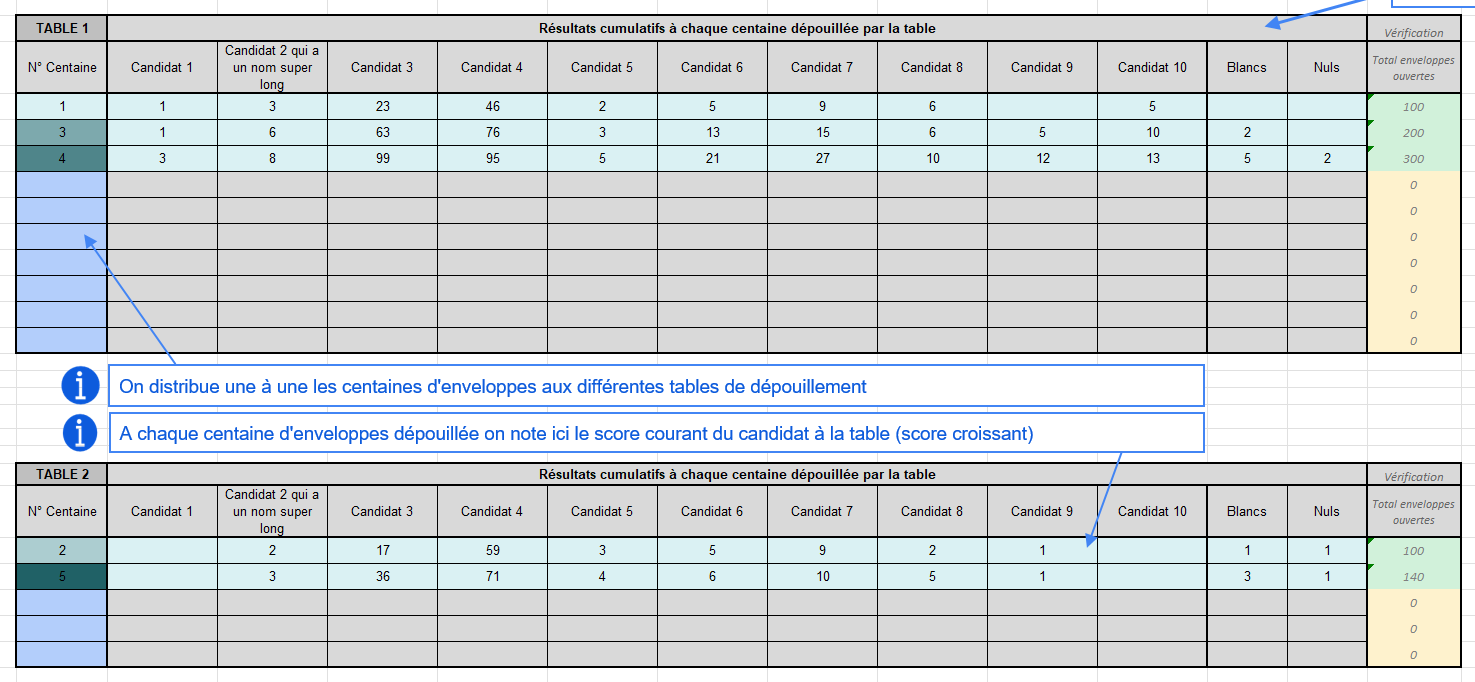 TABLE 1 Résultats cumulatifs à chaque centaine dépouillée par la table Vérification
N° Centaine Candidat 1 Candidat 2 qui a un nom super long Candidat 3 Candidat 4 Candidat 5 Candidat 6 Candidat 7 Candidat 8 Candidat 9 Candidat 10 Blancs Nuls Total enveloppes ouvertes
1 1 3 23 46 2 5 9 6 5 100
3 1 6 63 76 3 13 15 6 5 10 2 200
4 3 8 99 95 5 21 27 10 12 13 5 2 300
0
0
0
0
0
0
0
On distribue une à une les centaines d'enveloppes aux différentes tables de dépouillement
A chaque centaine d'enveloppes dépouillée on note ici le score courant du candidat à la table (score croissant)
TABLE 2 Résultats cumulatifs à chaque centaine dépouillée par la table Vérification
N° Centaine Candidat 1 Candidat 2 qui a un nom super long Candidat 3 Candidat 4 Candidat 5 Candidat 6 Candidat 7 Candidat 8 Candidat 9 Candidat 10 Blancs Nuls Total enveloppes ouvertes
2 2 17 59 3 5 9 2 1 1 1 100
5 3 36 71 4 6 10 5 1 3 1 140
0
0
0